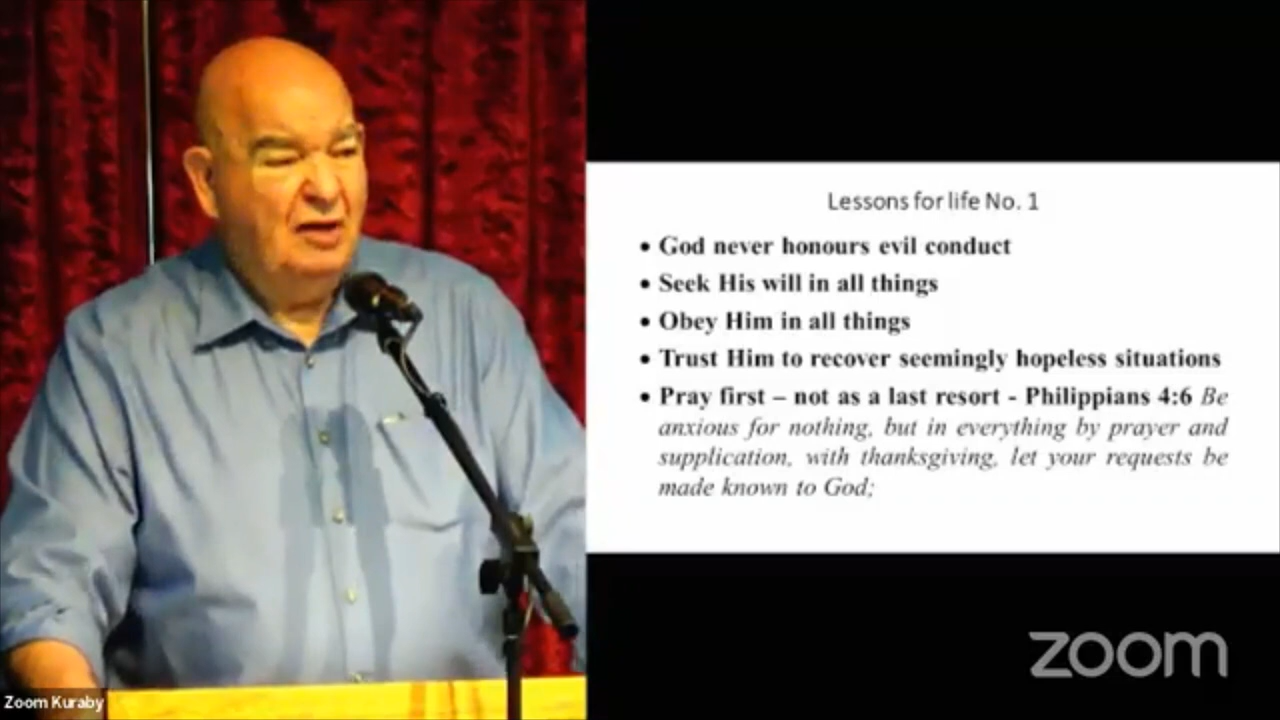 Lessons for life No. 1
• God never honours evil conduct
• Seek His will in all things
• Obey Him in all things
• Trust Him to recover seemingly hopeless situations
• Pray first – not as a last resort - Philippians 4:6 Be
anxious for nothing, but in everything by prayer and
supplication, with thanksgiving, let your requests be
made known to God;
zoom
Zoom Kuraby